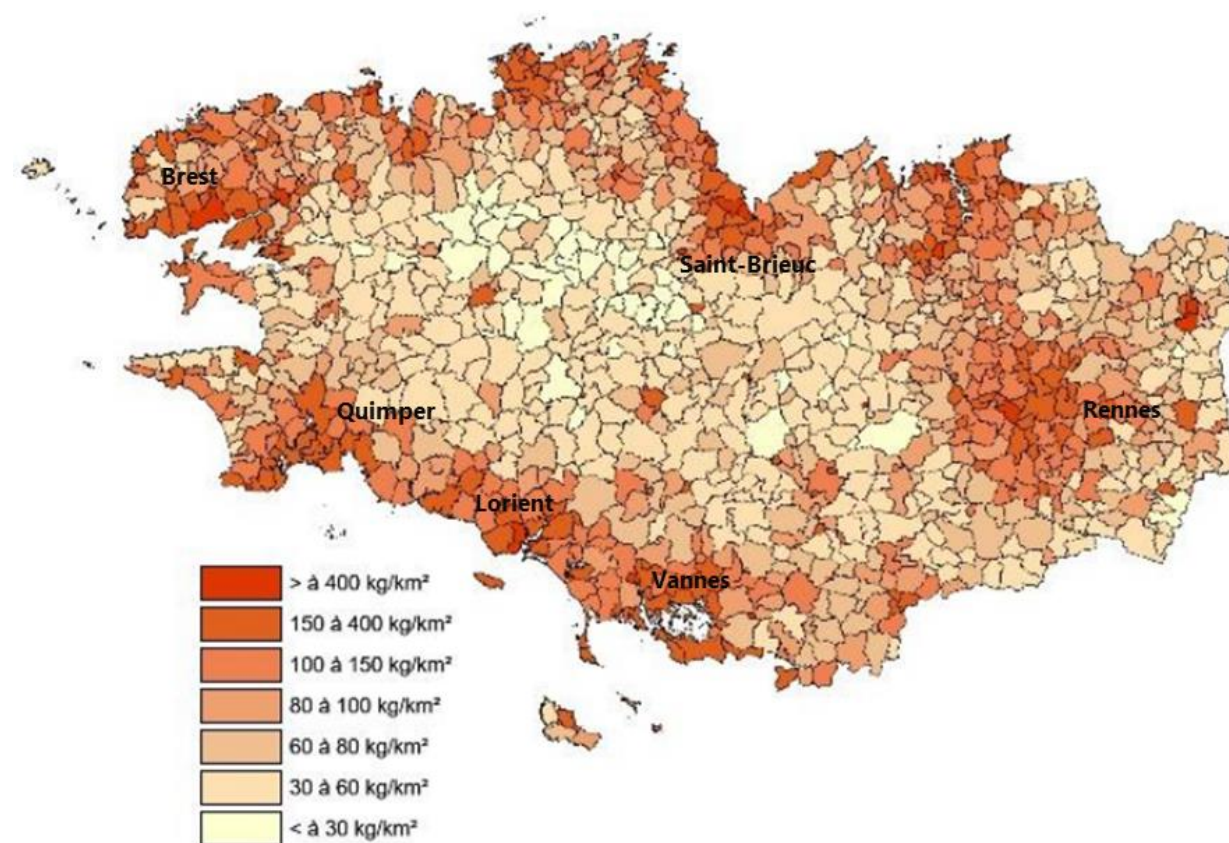 Brest
Saint-Brieuc
Quimper
Rennes
Lorient
Vannes
> à 400 kg/km²
150 à 400 kg/km²
100 à 150 kg/km²
80 à 100 kg/km²
60 à 80 kg/km²
30 à 60 kg/km²
< à 30 kg/km²